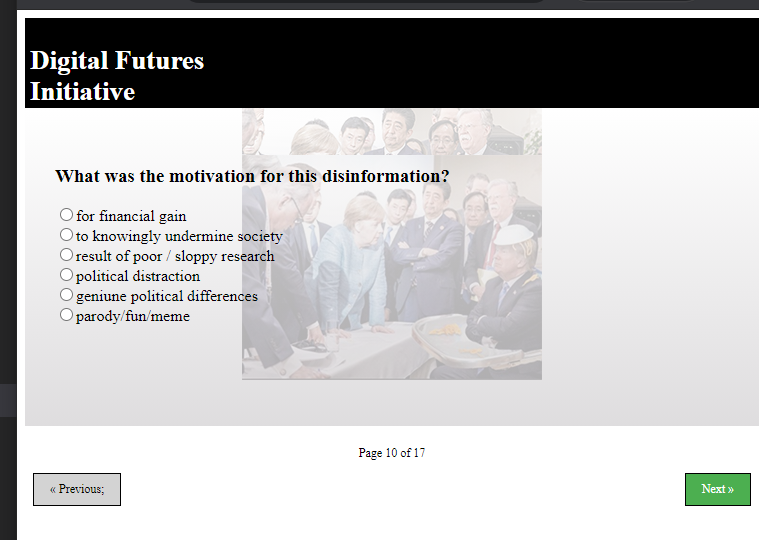 Digital Futures
Initiative
What was the motivation for this disinformation?
for financial gain
to knowingly undermine society
result of poor / sloppy research
political distraction
geniune political differences
parody/fun/meme
Page 10 of 17
« Previous;
Next »